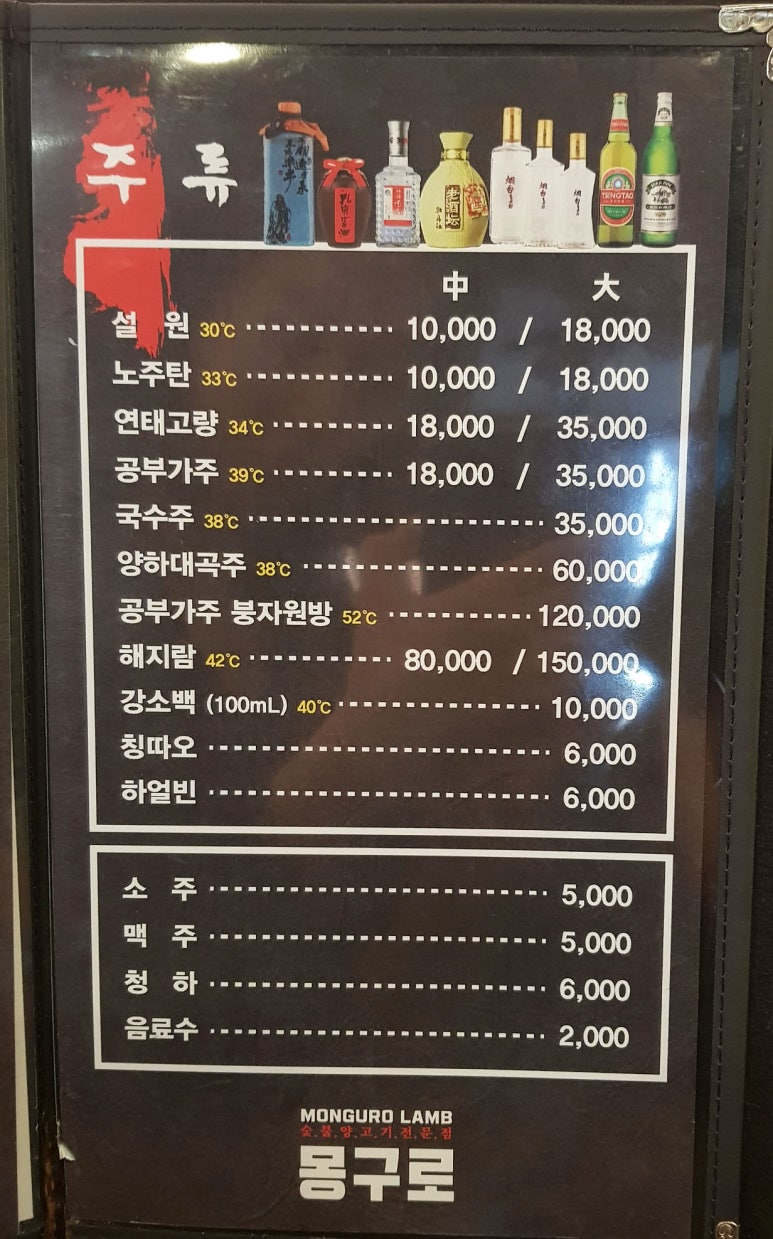 주 류
TSINGTAO
中 大
설 원 30℃ 10,000 / 18,000
노주탄 33℃ 10,000 / 18,000
연태고량 34℃ 18,000 / 35,000
공부가주 39℃ 18,000 / 35,000
국수주 38℃ 35,000
양하대곡주 38℃ 60,000
공부가주 붕자원방 52℃ 120,000
해지람 42℃ 80,000 / 150,000
강소백 (100mL) 40℃ 10,000
칭따오 6,000
하얼빈 6,000
소 주 5,000
맥 주 5,000
청 하 6,000
음료수 2,000
MONGURO LAMB
숯.불.양.고.기.전.문.점
몽구로